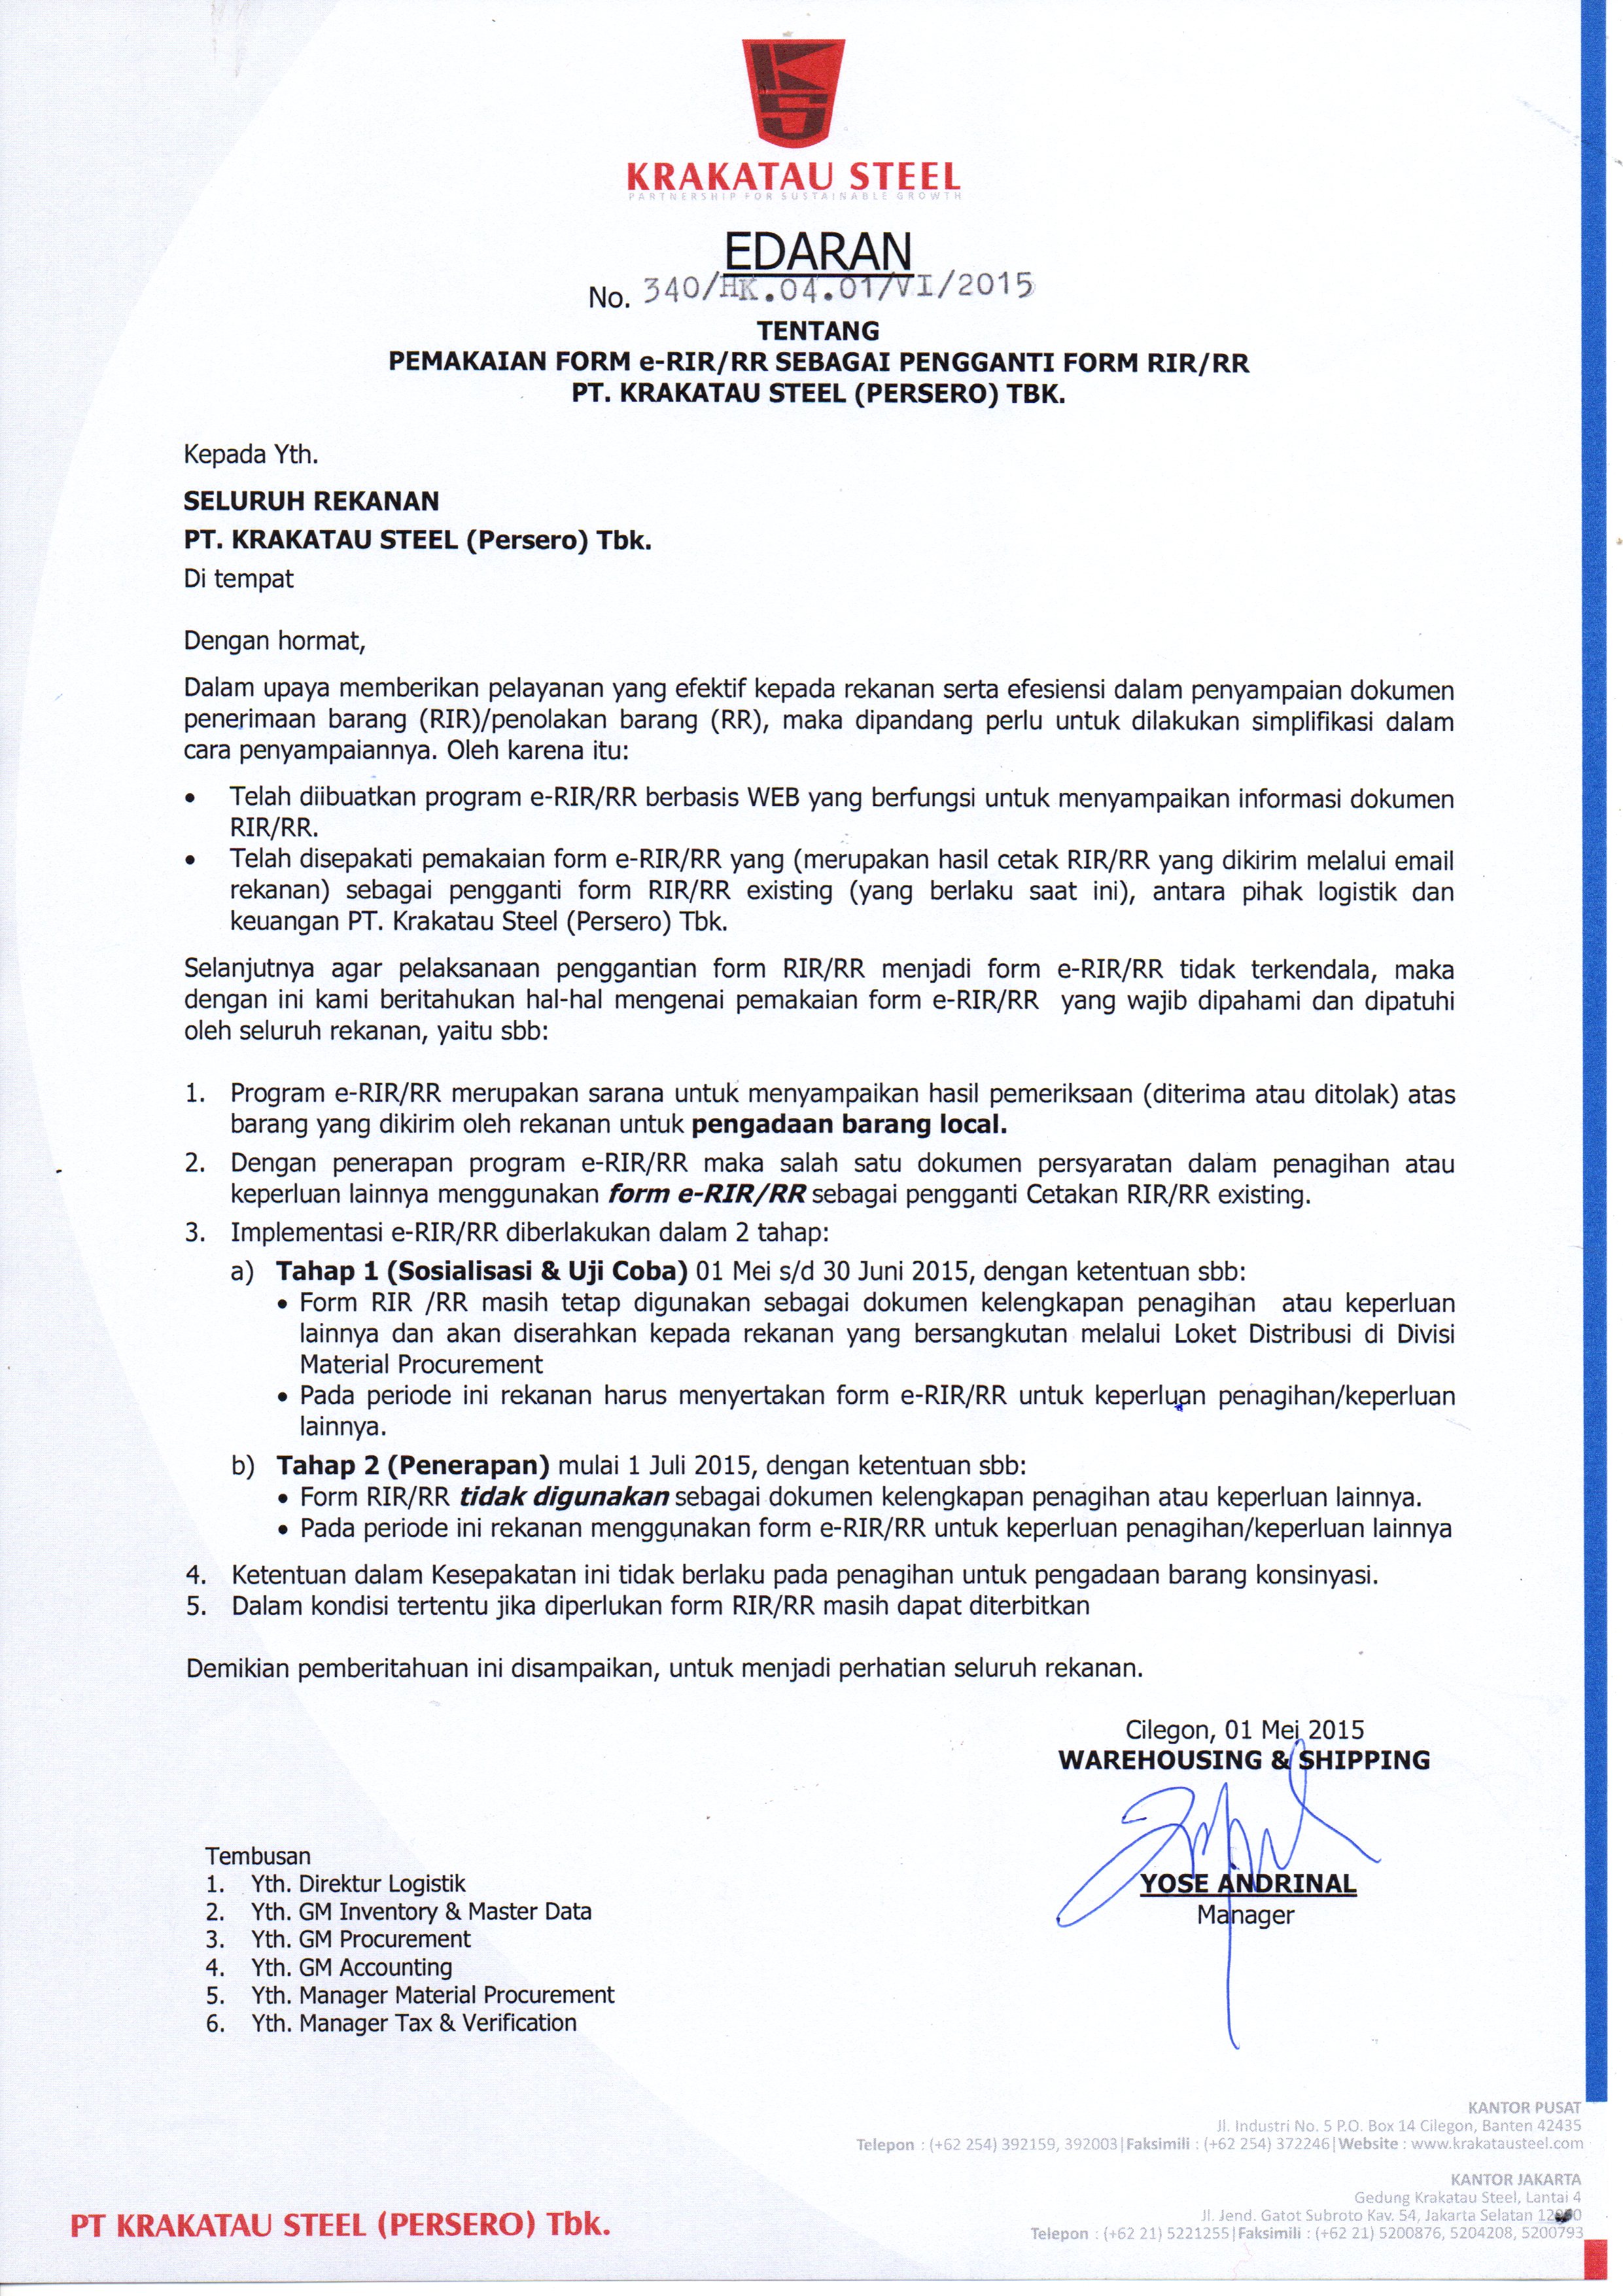 KS
KRAKATAU STEEL
PARTNERSHIP FOR SUSTAINABLE GROWTH
EDARAN
No. 340/HK.04.01/VI/2015
TENTANG
PEMAKAIAN FORM e-RIR/RR SEBAGAI PENGGANTI FORM RIR/RR
PT. KRAKATAU STEEL (PERSERO) TBK.
Kepada Yth.
SELURUH REKANAN
PT. KRAKATAU STEEL (Persero) Tbk.
Di tempat
Dengan hormat,
Dalam upaya memberikan pelayanan yang efektif kepada rekanan serta efesiensi dalam penyampaian dokumen
penerimaan barang (RIR)/penolakan barang (RR), maka dipandang perlu untuk dilakukan simplifikasi dalam
cara penyampaiannya. Oleh karena itu:
• Telah diibuatkan program e-RIR/RR berbasis WEB yang berfungsi untuk menyampaikan informasi dokumen
RIR/RR.
• Telah disepakati pemakaian form e-RIR/RR yang (merupakan hasil cetak RIR/RR yang dikirim melalui email
rekanan) sebagai pengganti form RIR/RR existing (yang berlaku saat ini), antara pihak logistik dan
keuangan PT. Krakatau Steel (Persero) Tbk.
Selanjutnya agar pelaksanaan penggantian form RIR/RR menjadi form e-RIR/RR tidak terkendala, maka
dengan ini kami beritahukan hal-hal mengenai pemakaian form e-RIR/RR yang wajib dipahami dan dipatuhi
oleh seluruh rekanan, yaitu sbb:
1. Program e-RIR/RR merupakan sarana untuk menyampaikan hasil pemeriksaan (diterima atau ditolak) atas
barang yang dikirim oleh rekanan untuk pengadaan barang local.
2. Dengan penerapan program e-RIR/RR maka salah satu dokumen persyaratan dalam penagihan atau
keperluan lainnya menggunakan form e-RIR/RR sebagai pengganti Cetakan RIR/RR existing.
3. Implementasi e-RIR/RR diberlakukan dalam 2 tahap:
a) Tahap 1 (Sosialisasi & Uji Coba) 01 Mei s/d 30 Juni 2015, dengan ketentuan sbb:
• Form RIR /RR masih tetap digunakan sebagai dokumen kelengkapan penagihan atau keperluan
lainnya dan akan diserahkan kepada rekanan yang bersangkutan melalui Loket Distribusi di Divisi
Material Procurement
• Pada periode ini rekanan harus menyertakan form e-RIR/RR untuk keperluan penagihan/keperluan
lainnya.
b) Tahap 2 (Penerapan) mulai 1 Juli 2015, dengan ketentuan sbb:
• Form RIR/RR tidak digunakan sebagai dokumen kelengkapan penagihan atau keperluan lainnya.
• Pada periode ini rekanan menggunakan form e-RIR/RR untuk keperluan penagihan/keperluan lainnya
4. Ketentuan dalam Kesepakatan ini tidak berlaku pada penagihan untuk pengadaan barang konsinyasi.
5. Dalam kondisi tertentu jika diperlukan form RIR/RR masih dapat diterbitkan
Demikian pemberitahuan ini disampaikan, untuk menjadi perhatian seluruh rekanan.
Cilegon, 01 Mei 2015
WAREHOUSING & SHIPPING
YOSE ANDRINAL
Manager
Tembusan
1. Yth. Direktur Logistik
2. Yth. GM Inventory & Master Data
3. Yth. GM Procurement
4. Yth. GM Accounting
5. Yth. Manager Material Procurement
6. Yth. Manager Tax & Verification
KANTOR PUSAT
Jl. Industri No. 5 P.O. Box 14 Cilegon, Banten 42435
Telepon : (+62 254) 392159, 392003|Faksimili : (+62 254) 372246|Website : www.krakatausteel.com
KANTOR JAKARTA
Gedung Krakatau Steel, Lantai 4
Jl. Jend. Gatot Subroto Kav. 54, Jakarta Selatan
Telepon : (+62 21) 5221255|Faksimili : (+62 21) 5200876, 5204208, 5200793
PT KRAKATAU STEEL (PERSERO) Tbk.